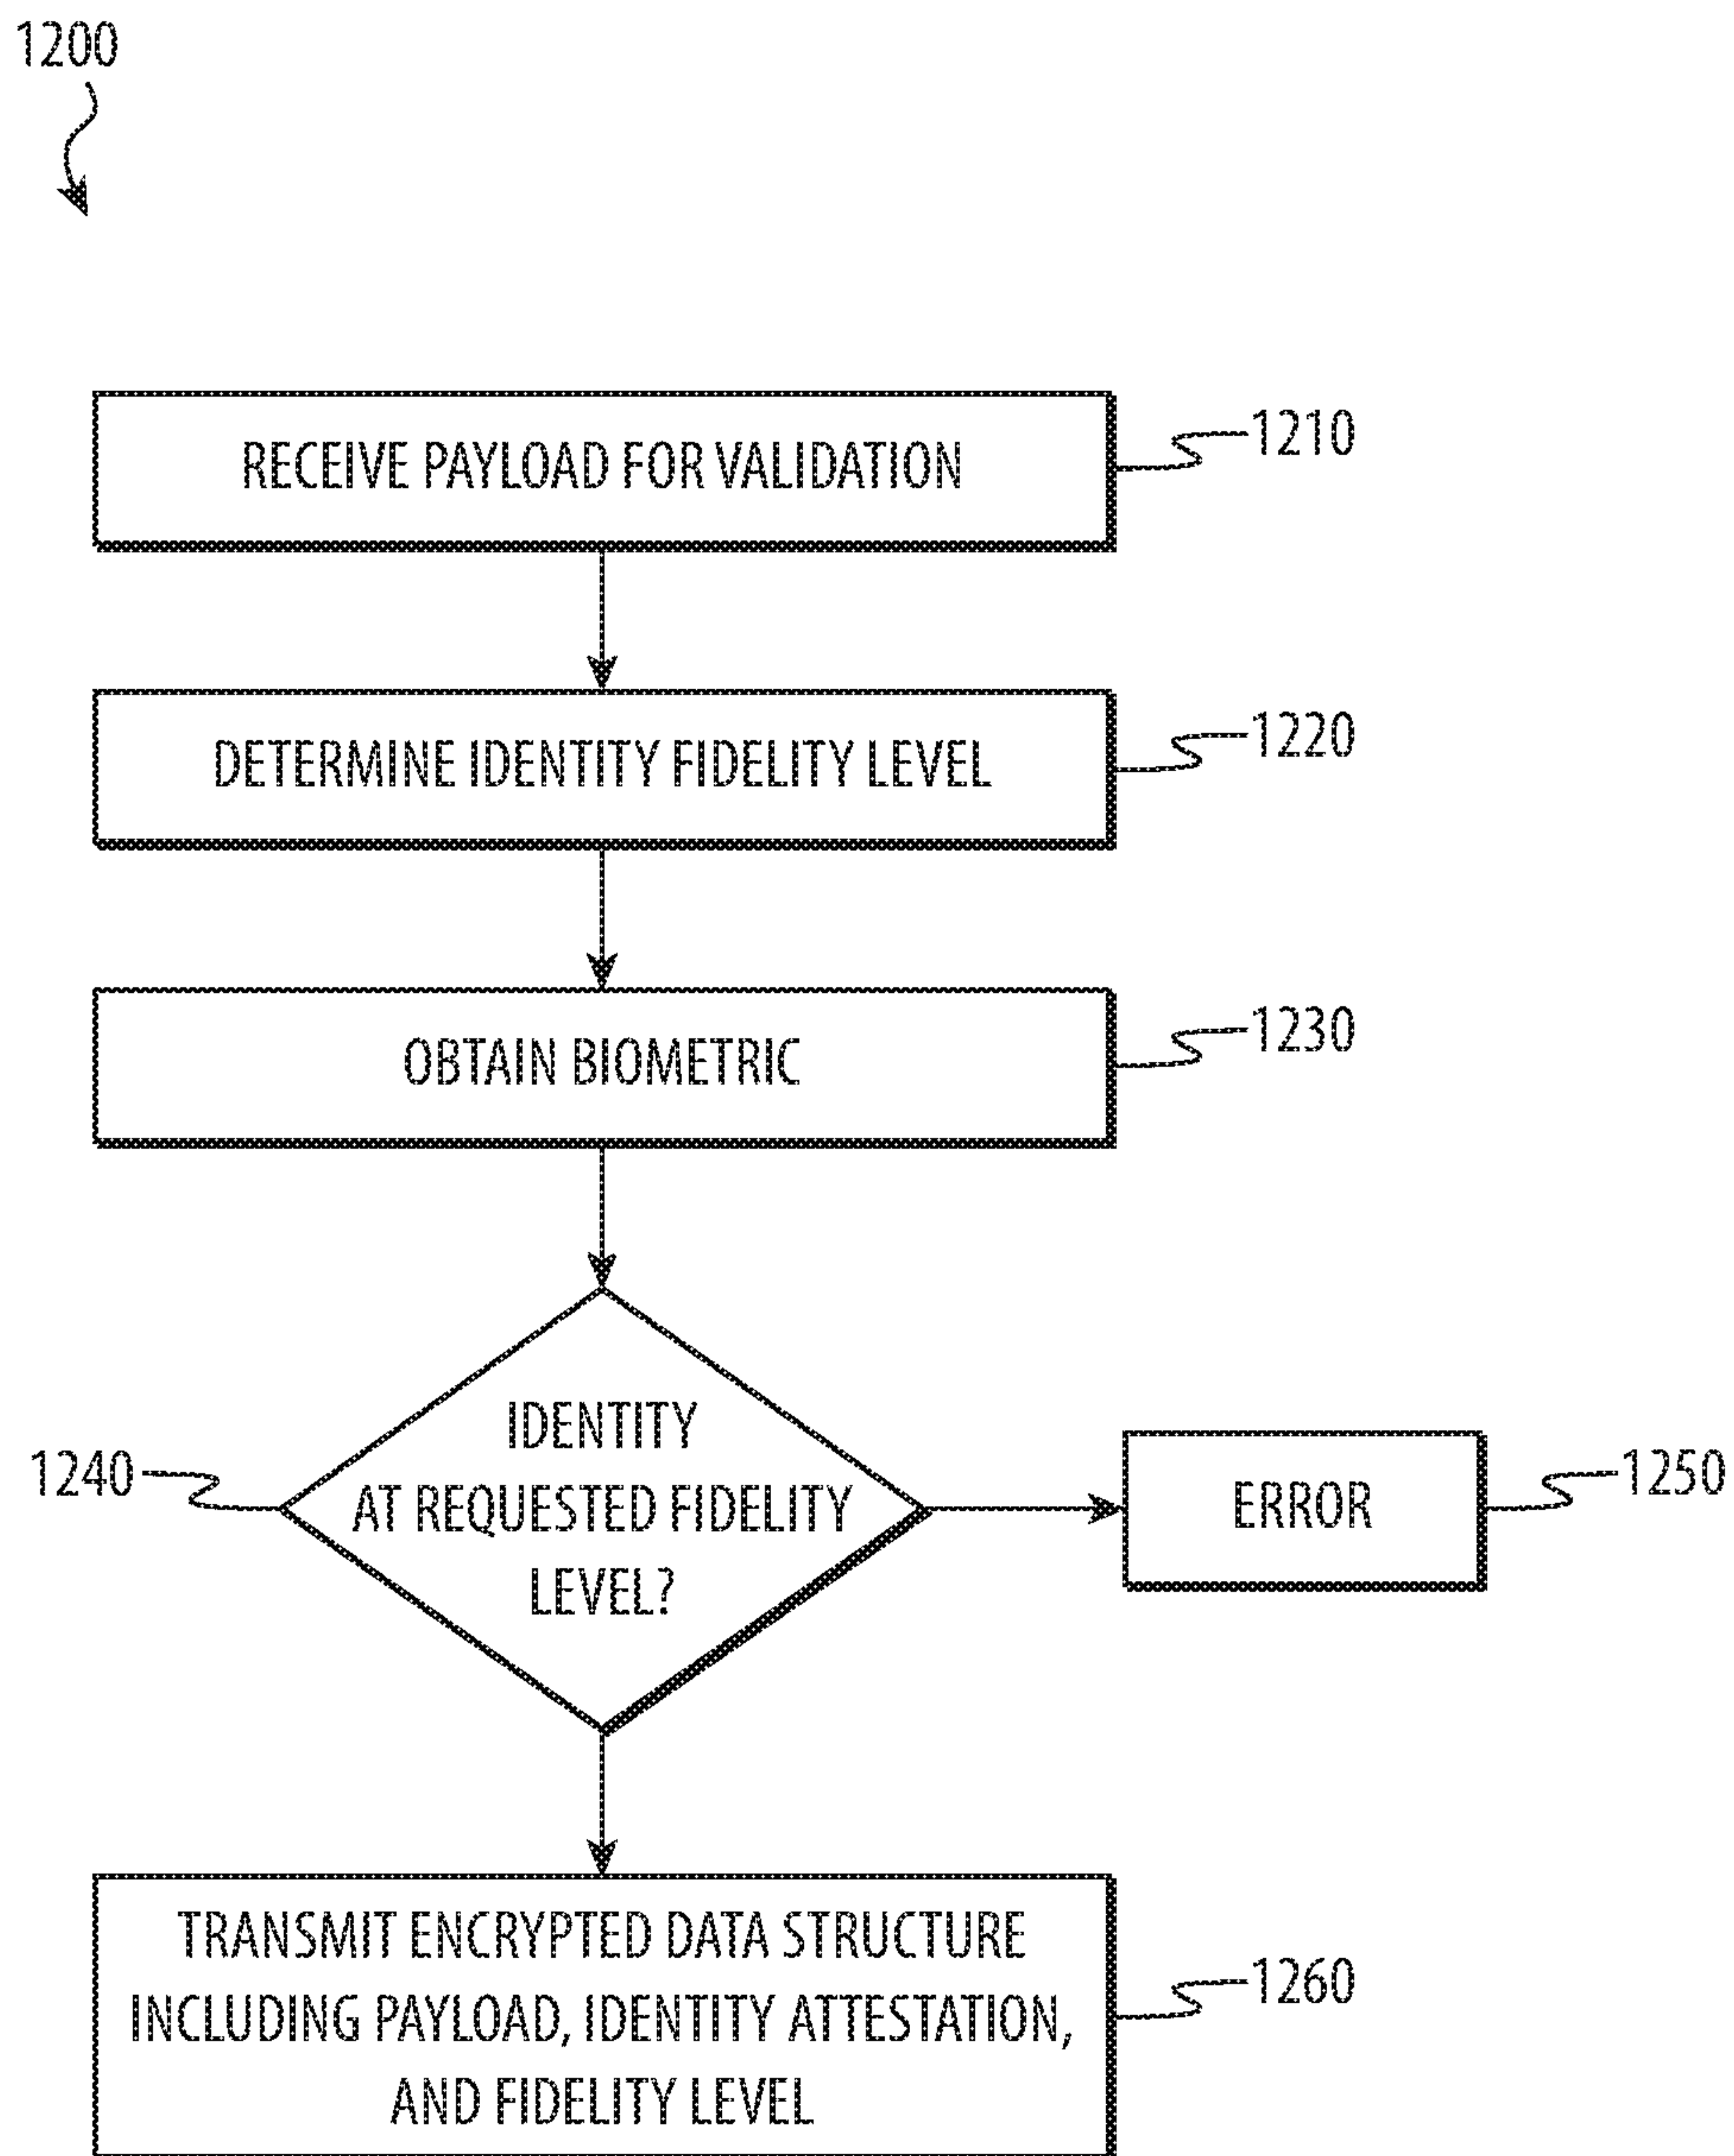 1200
RECEIVE PAYLOAD FOR VALIDATION
1210
DETERMINE IDENTITY FIDELITY LEVEL
1220
OBTAIN BIOMETRIC
1230
1240
IDENTITY
AT REQUESTED FIDELITY
LEVEL?
ERROR
1250
TRANSMIT ENCRYPTED DATA STRUCTURE
INCLUDING PAYLOAD, IDENTITY ATTESTATION,
AND FIDELITY LEVEL
1260